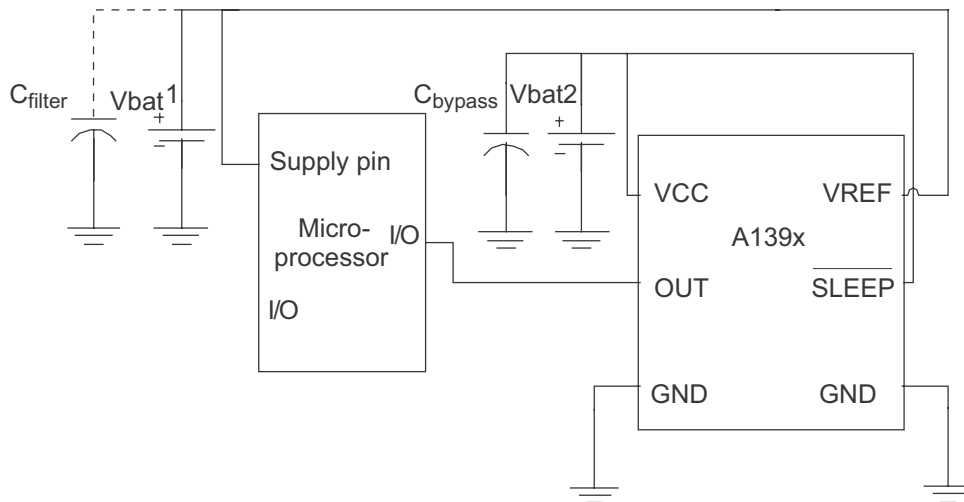 Cfilter
Vbat1
+
-
Cbypass
Vbat2
+
-
Supply pin
Micro-
processor
I/O
I/O
VCC
VREF
A139x
OUT
SLEEP
GND
GND